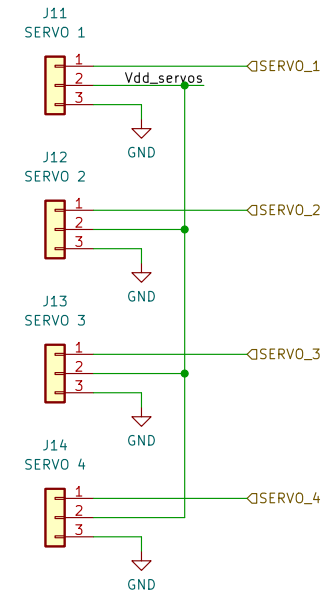 J11
SERVO 1
1
SERVO_1
2
Vdd_servos
3
GND
J12
SERVO 2
1
SERVO_2
2
3
GND
J13
SERVO 3
1
SERVO_3
2
3
GND
J14
SERVO 4
1
SERVO_4
2
3
GND